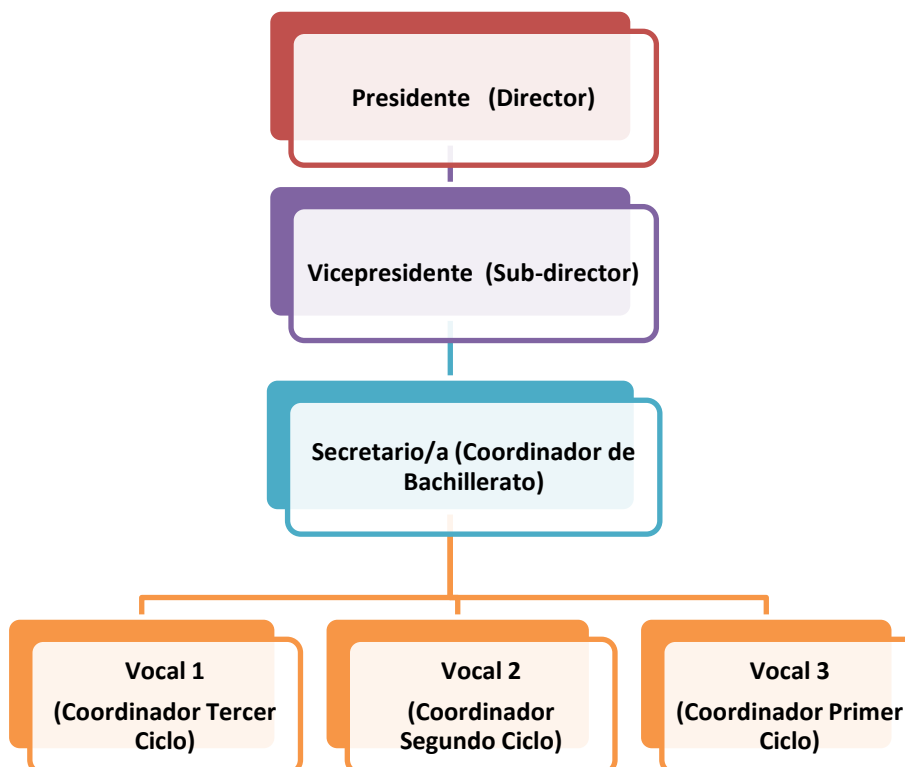 Presidente (Director)
Vicepresidente (Sub-director)
Secretario/a (Coordinador de
Bachillerato)
Vocal 1
(Coordinador Tercer
Ciclo)
Vocal 2
(Coordinador
Segundo Ciclo)
Vocal 3
(Coordinador Primer
Ciclo)